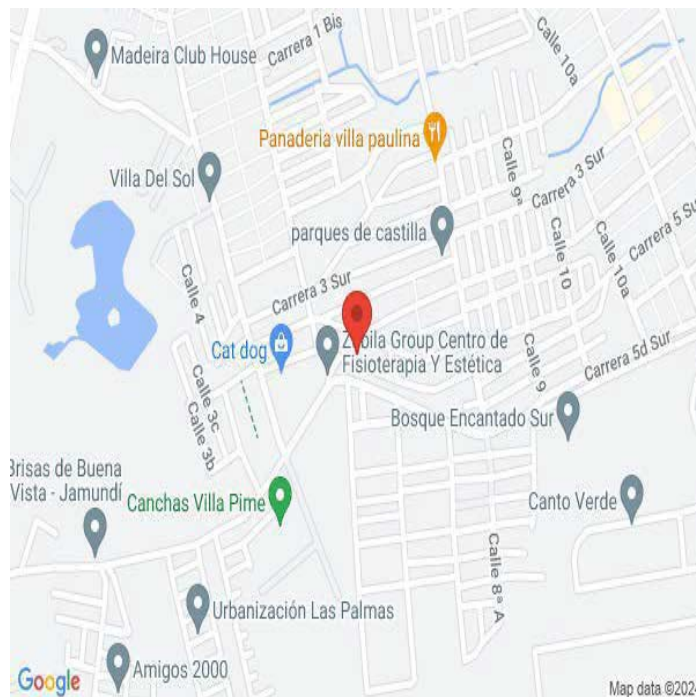 Madeira Club House
Carrera 1 Bis
Calle 10a
Panaderia villa paulina
Calle 9ª
Villa Del Sol
Carrera 3 Sur
parques de castilla
Carrera 5 Sur
Calle 10
Calle 10a
Calle 4
Carrera 3 Sur
Cat dog
Group Centro de
Fisioterapia Y Estética
Calle 9
Carrera 5d Sur
Calle 3c
Calle 3b
Bosque Encantado Sur
Brisas de Buena
Vista - Jamundí
Canchas Villa Pime
Canto Verde
Calle 8ª A
Urbanización Las Palmas
Amigos 2000
Google
Map data ©202